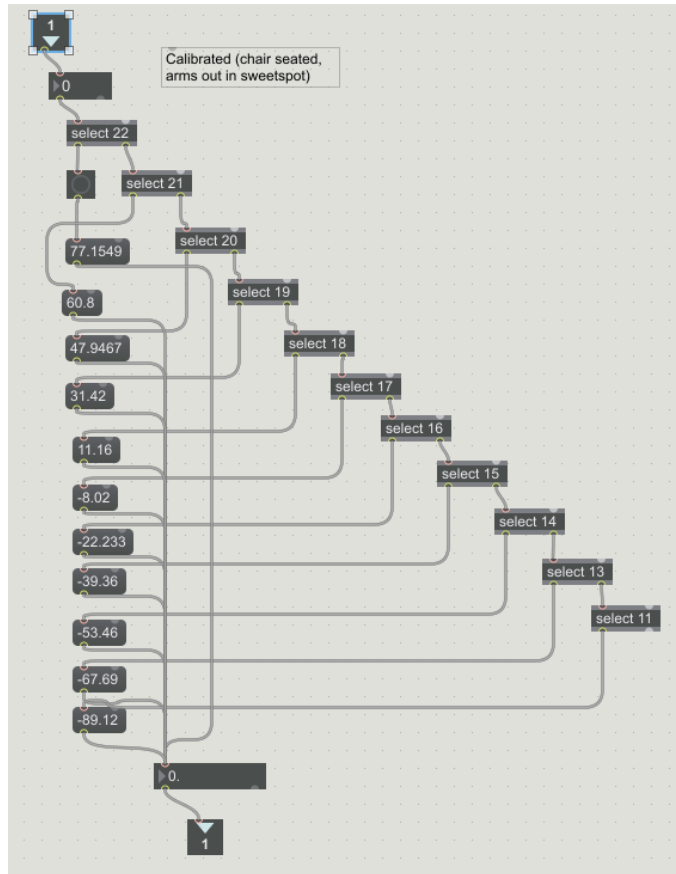 1
Calibrated (chair seated,
arms out in sweetspot)
0
select 22
select 21
77.1549
select 20
60.8
select 19
47.9467
select 18
31.42
select 17
11.16
select 16
-8.02
select 15
-22.233
select 14
-39.36
select 13
-53.46
select 11
-67.69
-89.12
0.
1